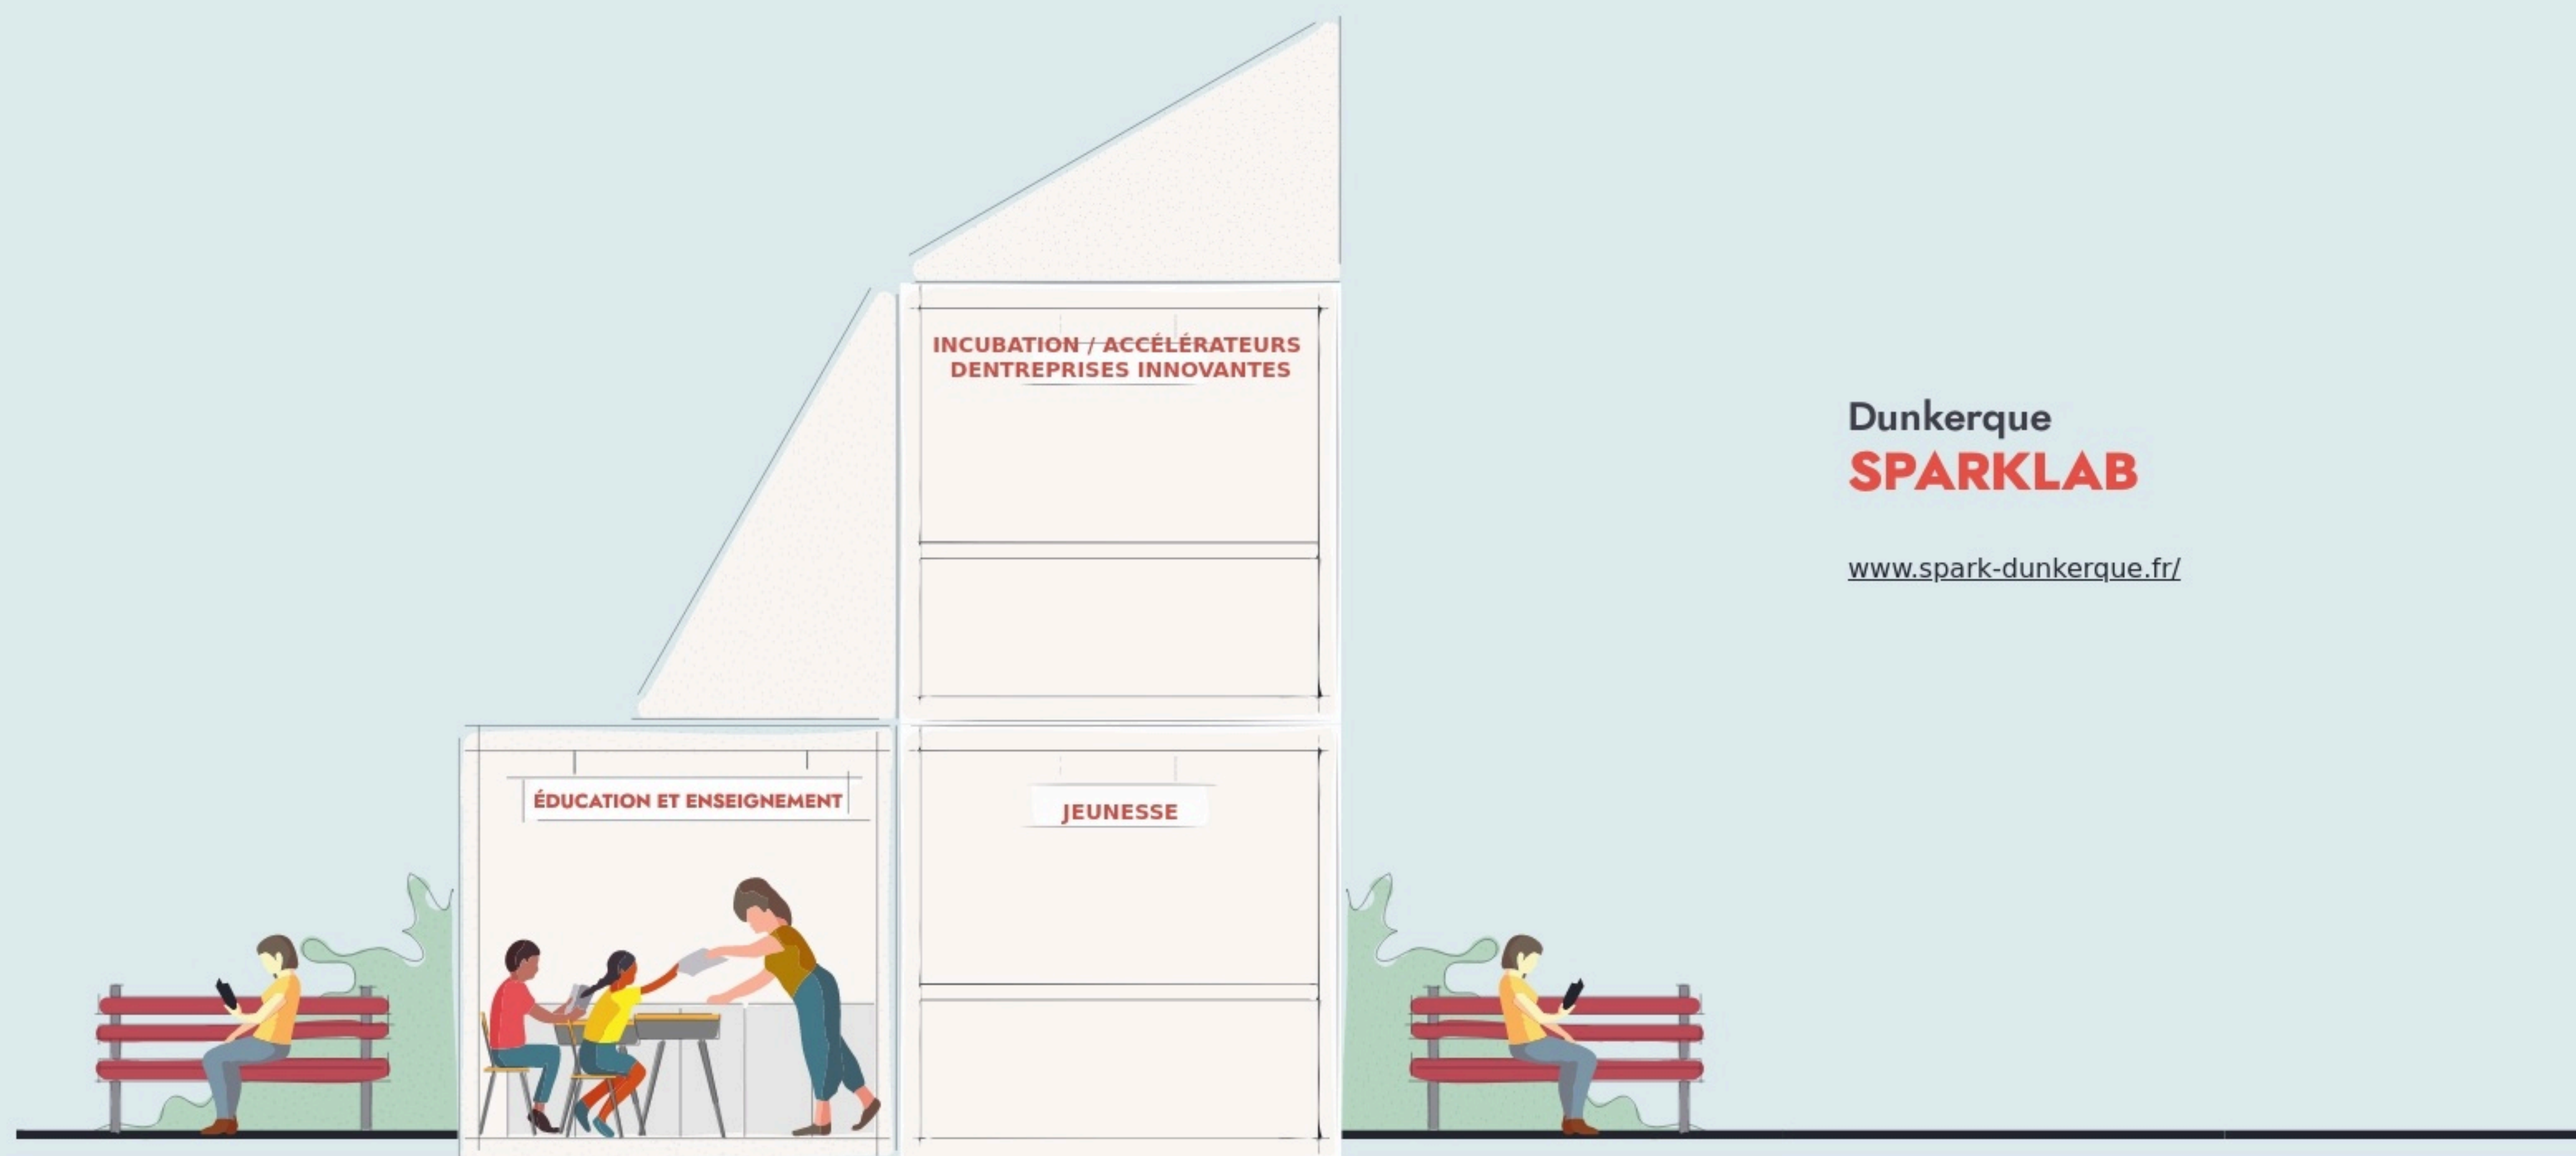 INCUBATION / ACCÉLÉRATEURS
DENTREPRISES INNOVANTES
Dunkerque
SPARKLAB
www.spark-dunkerque.fr/
ÉDUCATION ET ENSEIGNEMENT
JEUNESSE